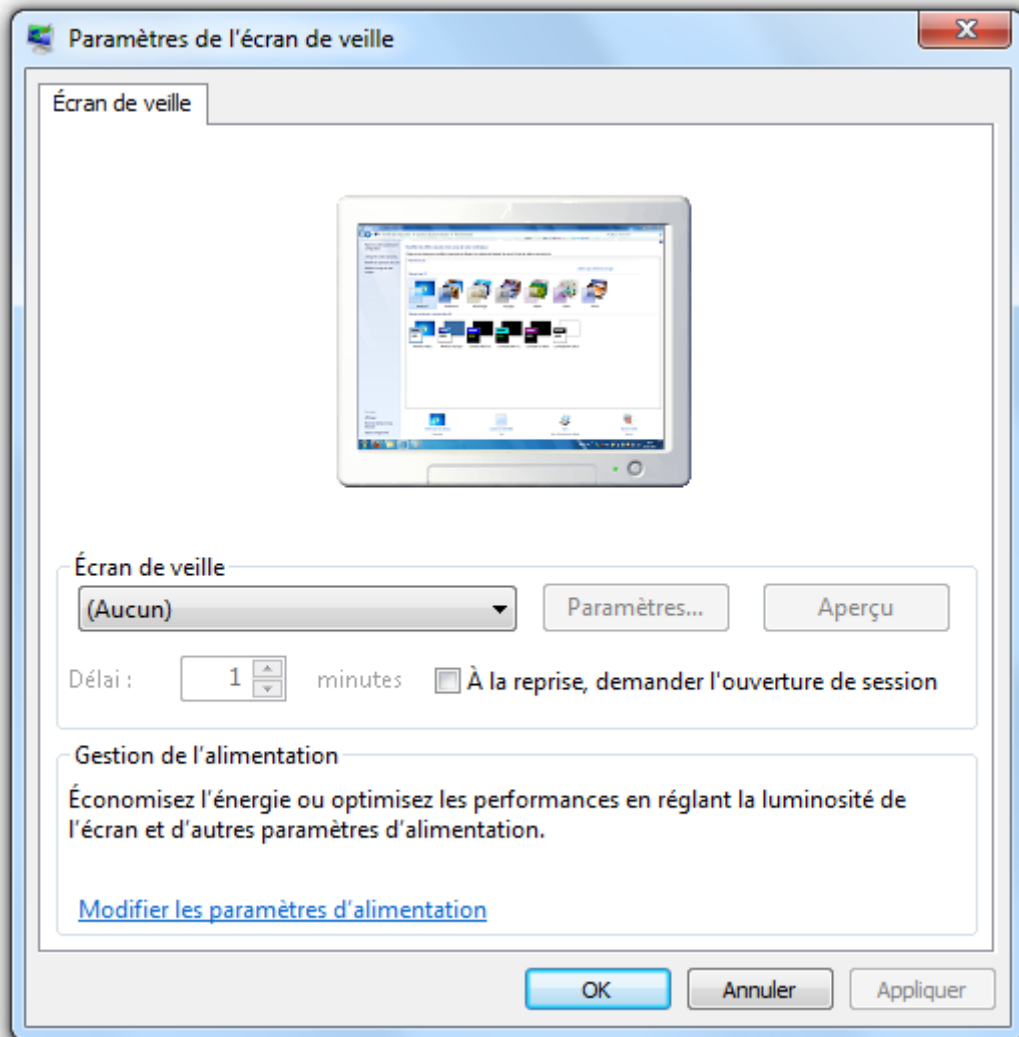 Paramètres de l'écran de veille
Écran de veille
Écran de veille
(Aucun)
Paramètres...
Aperçu
Délai :
1
minutes
À la reprise, demander l'ouverture de session
Gestion de l'alimentation
Économisez l'énergie ou optimisez les performances en réglant la luminosité de
l'écran et d'autres paramètres d'alimentation.
Modifier les paramètres d'alimentation
OK
Annuler
Appliquer